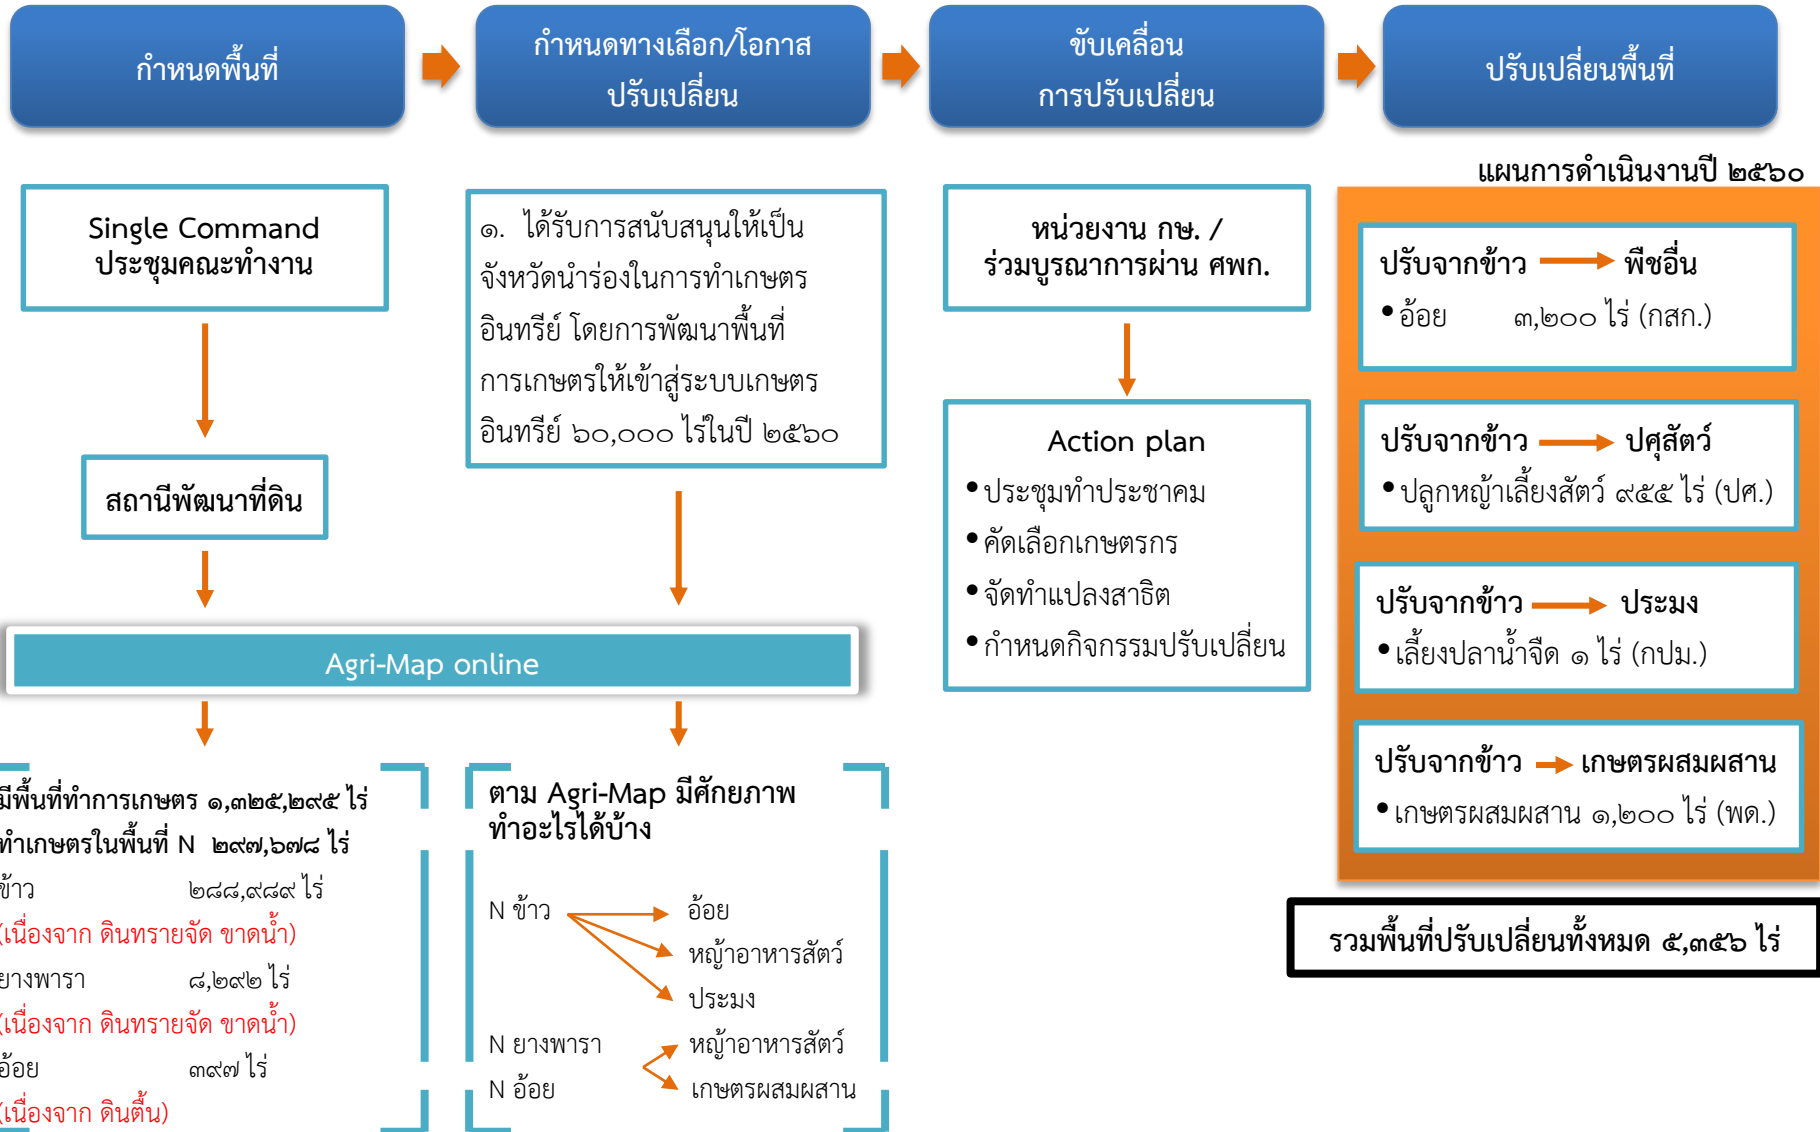 กำหนดพื้นที่
กำหนดทางเลือก/โอกาส
ปรับเปลี่ยน
ขับเคลื่อน
การปรับเปลี่ยน
ปรับเปลี่ยนพื้นที่
Single Command
ประชุมคณะทำงาน
สถานีพัฒนาที่ดิน
๑. ได้รับการสนับสนุนให้เป็น
จังหวัดนำร่องในการทำเกษตร
อินทรีย์ โดยการพัฒนาพื้นที่
การเกษตรให้เข้าสู่ระบบเกษตร
อินทรีย์ ๖๐,๐๐๐ ไร่ในปี ๒๕๖๐
Agri-Map online
มีพื้นที่ทำการเกษตร ๑,๓๒๕,๒๙๕ ไร่
ทำเกษตรในพื้นที่ N ๒๙๗,๖๗๘ ไร่
ข้าว ๒๘๘,๙๘๙ ไร่
(เนื่องจาก ดินทรายจัด ขาดน้ำ)
ยางพารา ๘,๒๙๒ ไร่
(เนื่องจาก ดินทรายจัด ขาดน้ำ)
อ้อย ๓๙๗ ไร่
(เนื่องจาก ดินตื้น)
ตาม Agri-Map มีศักยภาพ
ทำอะไรได้บ้าง
N ข้าว อ้อย
หญ้าอาหารสัตว์
ประมง
N ยางพารา หญ้าอาหารสัตว์
N อ้อย เกษตรผสมผสาน
หน่วยงาน กษ. /
ร่วมบูรณาการผ่าน ศพก.
Action plan
•ประชุมทำประชาคม
•คัดเลือกเกษตรกร
•จัดทำแปลงสาธิต
•กำหนดกิจกรรมปรับเปลี่ยน
แผนการดำเนินงานปี ๒๕๖๐
ปรับจากข้าว พืชอื่น
•อ้อย ๓,๒๐๐ ไร่ (กสก.)
ปรับจากข้าว ปศุสัตว์
•ปลูกหญ้าเลี้ยงสัตว์ ๙๕๕ ไร่ (ปศ.)
ปรับจากข้าว ประมง
•เลี้ยงปลาน้ำจืด ๑ ไร่ (กปม.)
ปรับจากข้าว เกษตรผสมผสาน
•เกษตรผสมผสาน ๑,๒๐๐ ไร่ (พด.)
รวมพื้นที่ปรับเปลี่ยนทั้งหมด ๕,๓๕๖ ไร่